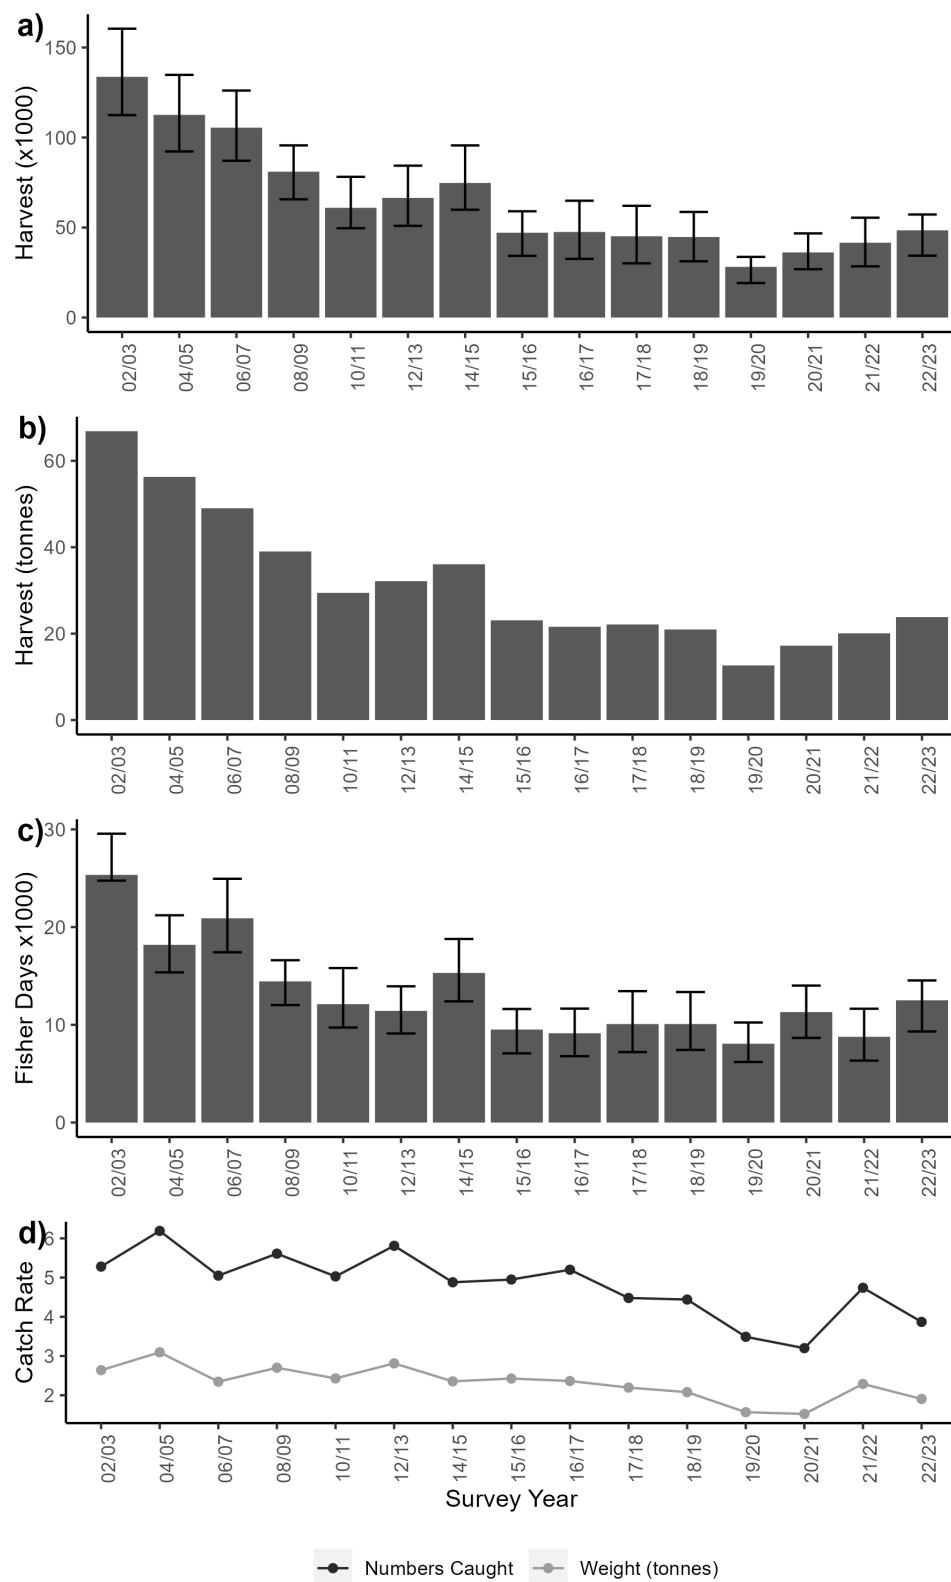 a)
Harvest (x1000)
150
100
50
0
02/03 04/05 06/07 08/09 10/11 12/13 14/15 15/16 16/17 17/18 18/19 19/20 20/21 21/22 22/23
b)
Harvest (tonnes)
60
40
20
0
02/03 04/05 06/07 08/09 10/11 12/13 14/15 15/16 16/17 17/18 18/19 19/20 20/21 21/22 22/23
c)
Fisher Days x1000)
30
20
10
0
02/03 04/05 06/07 08/09 10/11 12/13 14/15 15/16 16/17 17/18 18/19 19/20 20/21 21/22 22/23
d)
Catch Rate
6
5
4
3
2
02/03 04/05 06/07 08/09 10/11 12/13 14/15 15/16 16/17 17/18 18/19 19/20 20/21 21/22 22/23
Survey Year
Numbers Caught Weight (tonnes)